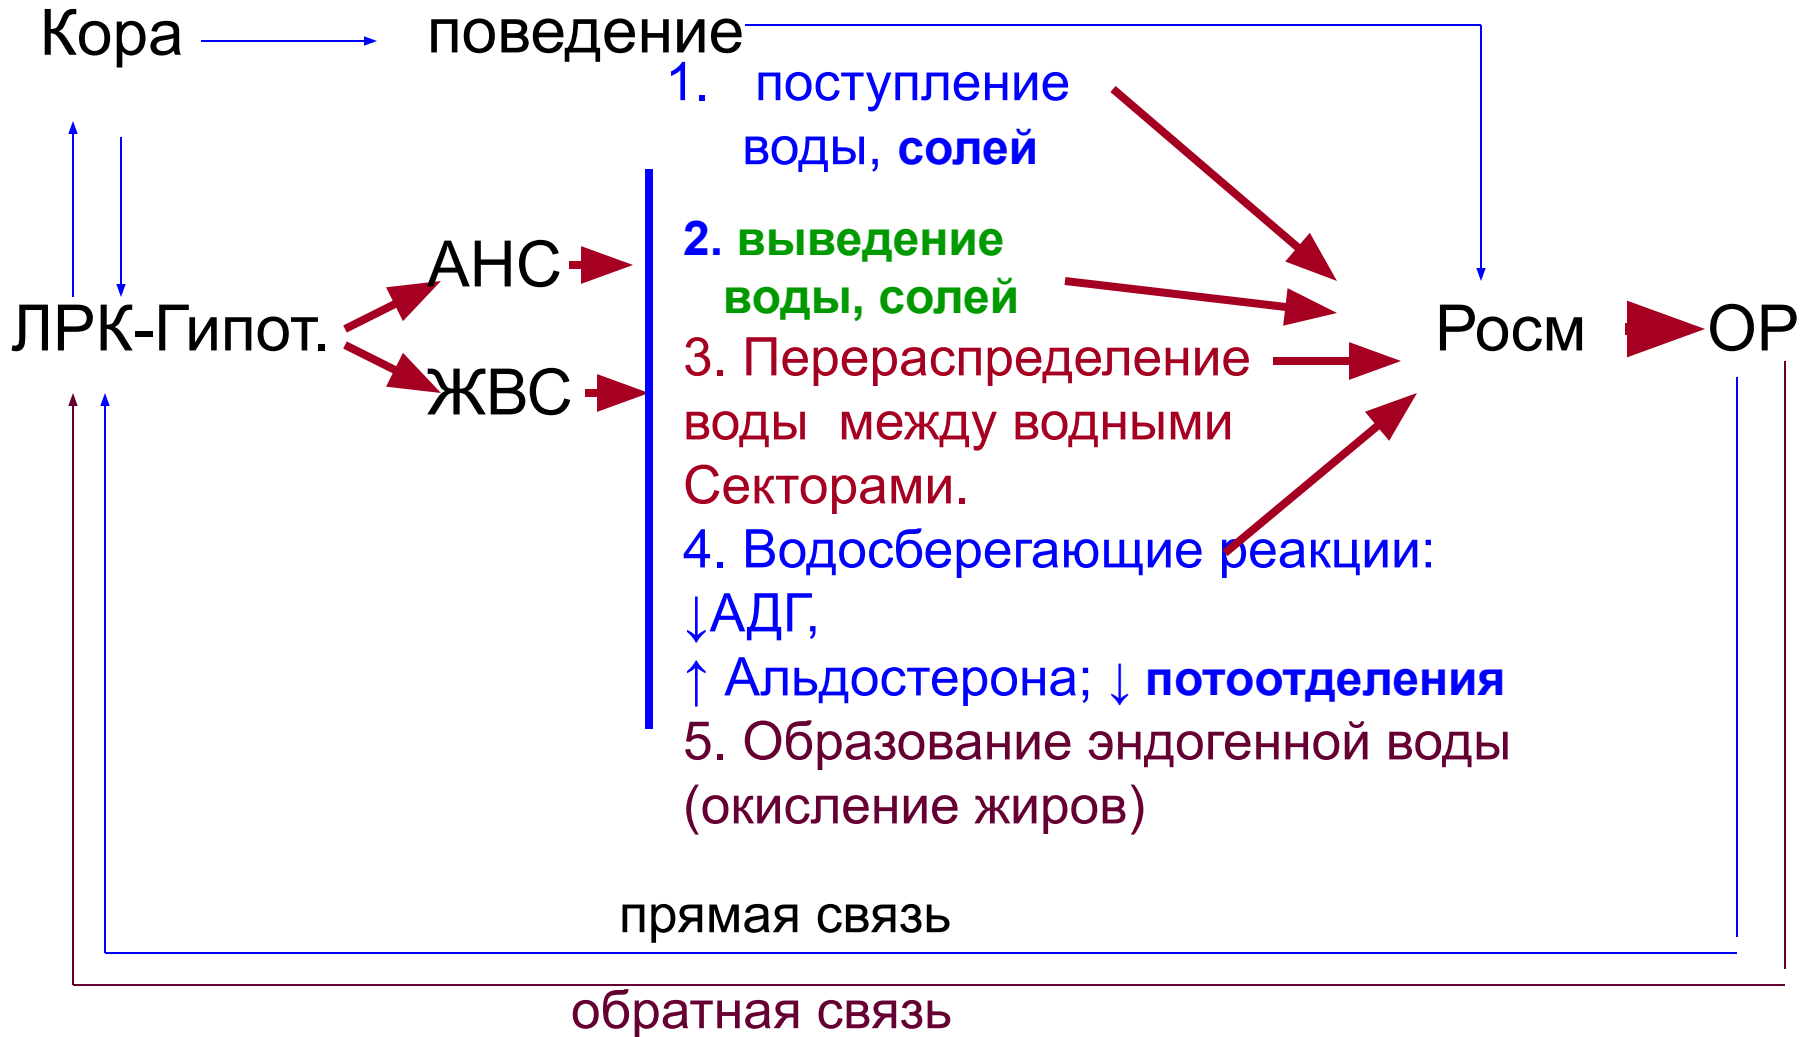 Кора поведение
1. поступление
воды, солей
2. выведение
воды, солей
АНС
ЛРК-Гипот.
ЖВС
3. Перераспределение
воды между водными
Секторами.
Росм ОР
4. Водосберегающие реакции:
↓АДГ,
↑ Альдостерона; ↓ потоотделения
5. Образование эндогенной воды
(окисление жиров)
прямая связь
обратная связь